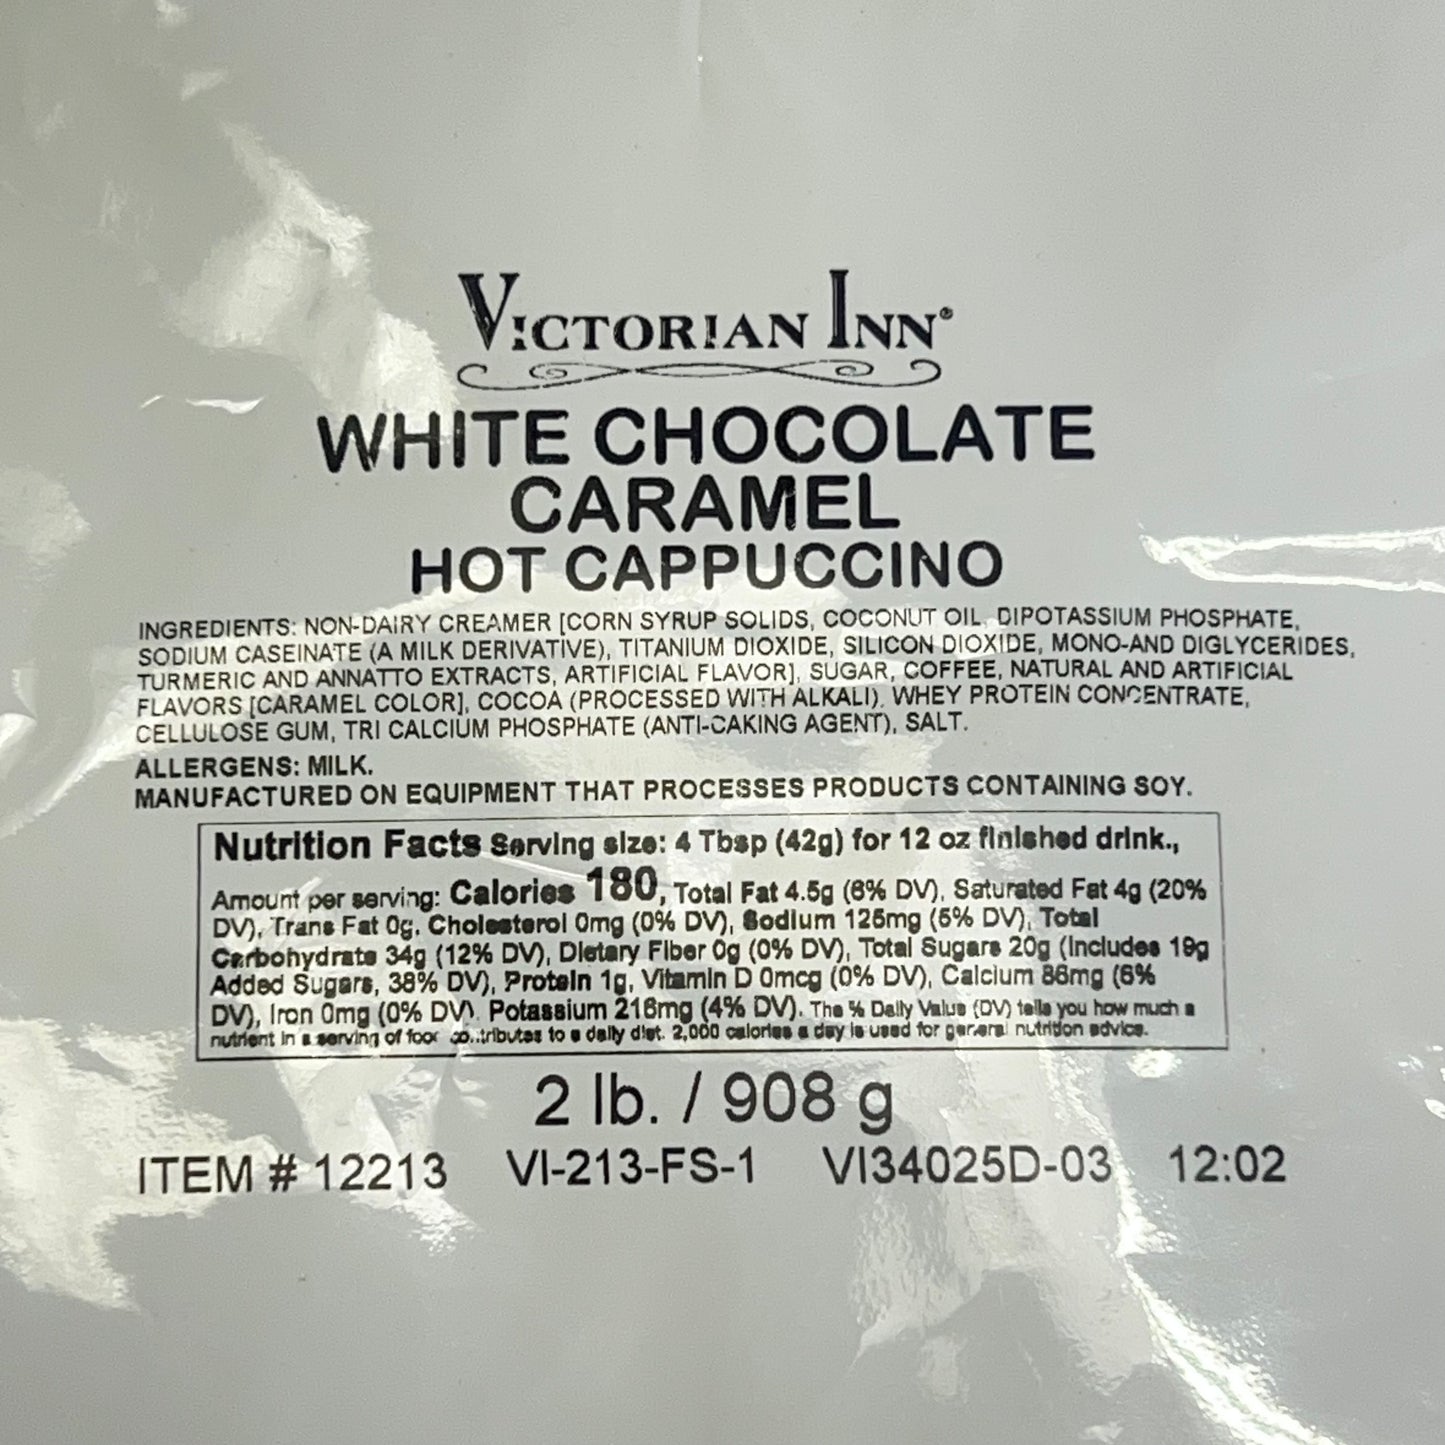 VICTORIAN INN®
WHITE CHOCOLATE
CARAMEL
HOT CAPPUCCINO
INGREDIENTS: NON-DAIRY CREAMER [CORN SYRUP SOLIDS, COCONUT OIL, DIPOTASSIUM PHOSPHATE,
SODIUM CASEINATE (A MILK DERIVATIVE), TITANIUM DIOXIDE, SILICON DIOXIDE, MONO-AND DIGLYCERIDES,
TURMERIC AND ANNATTO EXTRACTS, ARTIFICIAL FLAVOR], SUGAR, COFFEE, NATURAL AND ARTIFICIAL
FLAVORS [CARAMEL COLOR], COCOA (PROCESSED WITH ALKALI), WHEY PROTEIN CONCENTRATE,
CELLULOSE GUM, TRI CALCIUM PHOSPHATE (ANTI-CAKING AGENT), SALT.
ALLERGENS: MILK.
MANUFACTURED ON EQUIPMENT THAT PROCESSES PRODUCTS CONTAINING SOY.
Nutrition Facts Serving size: 4 Tbsp (42g) for 12 oz finished drink.,
Amount per serving: Calories 180, Total Fat 4.5g (6% DV), Saturated Fat 4g (20%
DV), Trans Fat 0g, Cholesterol 0mg (0% DV), Sodium 125mg (5% DV), Total
Carbohydrate 34g (12% DV), Dietary Fiber 0g (0% DV), Total Sugars 20g (Includes 19g
Added Sugars, 38% DV), Protein 1g, Vitamin D 0mcg (0% DV), Calcium 86mg (6%
DV), Iron 0mg (0% DV), Potassium 216mg (4% DV). The % Daily Value (DV) tells you how much a
nutrient in a serving of food contributes to a daily diet. 2,000 calories a day is used for general nutrition advice.
2 lb. / 908 g
ITEM # 12213 VI-213-FS-1 VI34025D-03 12:02